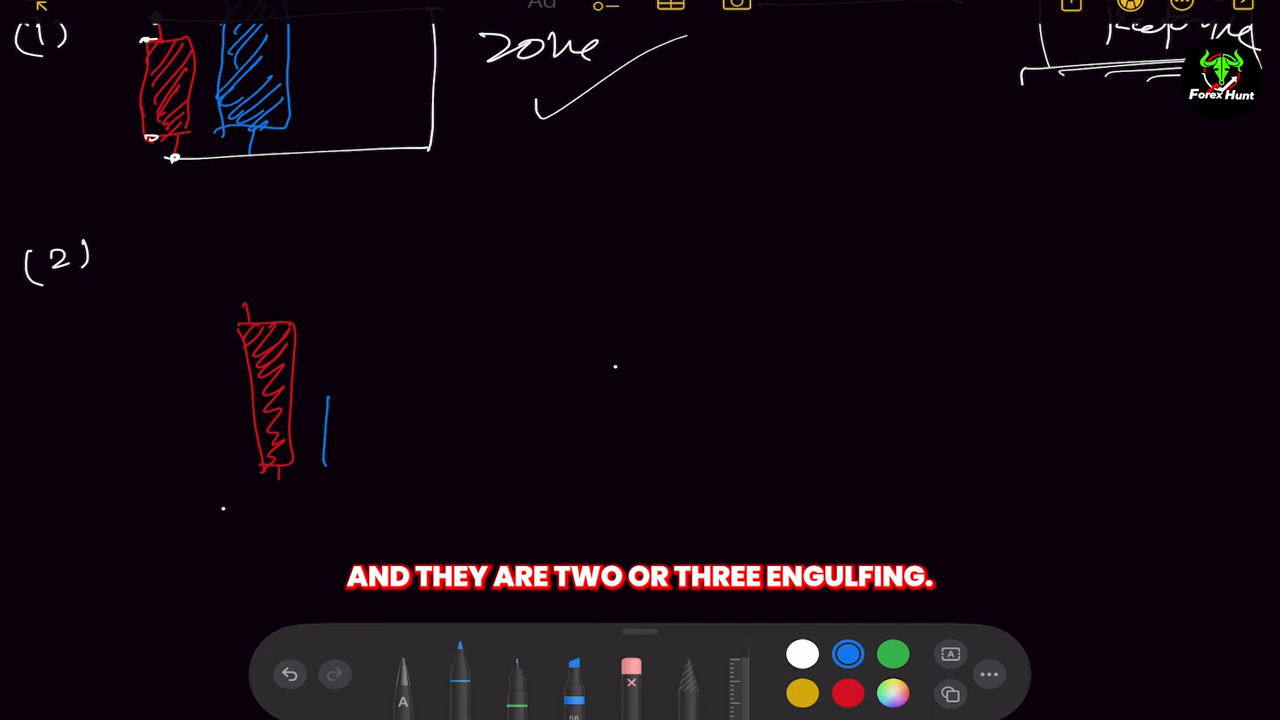 (1)
zone
Forex Hunt
(2)
AND THEY ARE TWO OR THREE ENGULFING.
A
A